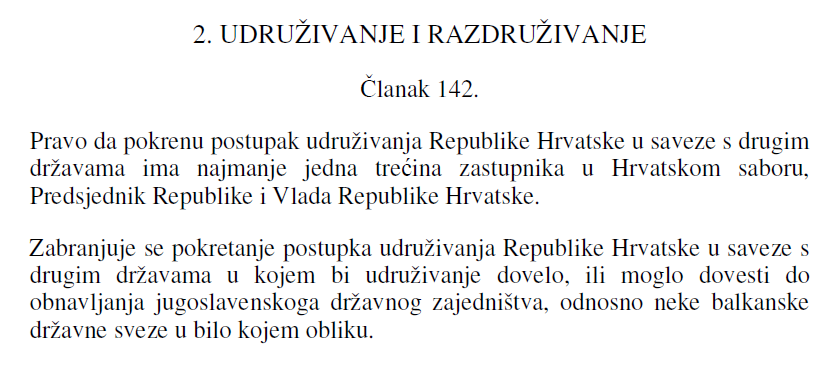 2. UDRUŽIVANJE I RAZDRUŽIVANJE
Članak 142.
Pravo da pokrenu postupak udruživanja Republike Hrvatske u saveze s drugim
državama ima najmanje jedna trećina zastupnika u Hrvatskom saboru,
Predsjednik Republike i Vlada Republike Hrvatske.
Zabranjuje se pokretanje postupka udruživanja Republike Hrvatske u saveze s
drugim državama u kojem bi udruživanje dovelo, ili moglo dovesti do
obnavljanja jugoslavenskoga državnog zajedništva, odnosno neke balkanske
državne sveze u bilo kojem obliku.